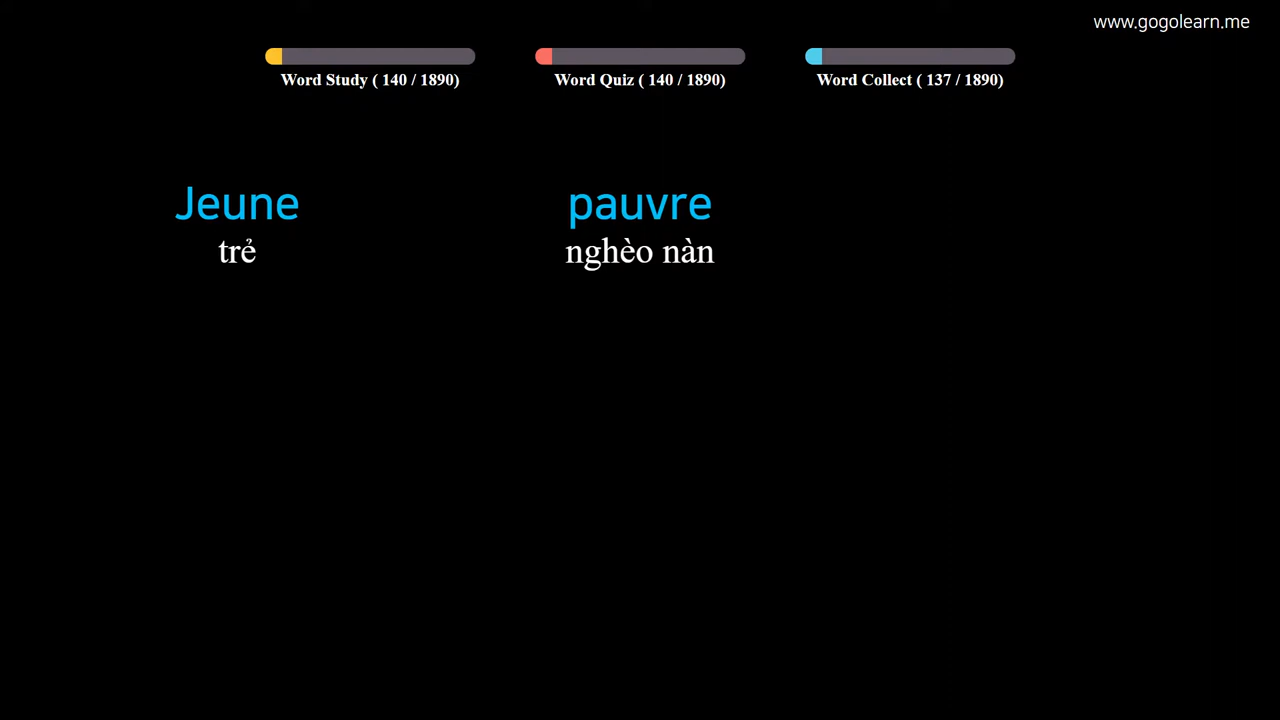 www.gogolearn.me
Word Study ( 140 / 1890)
Word Quiz ( 140 / 1890)
Word Collect ( 137 / 1890)
Jeune
trẻ
pauvre
nghèo nàn